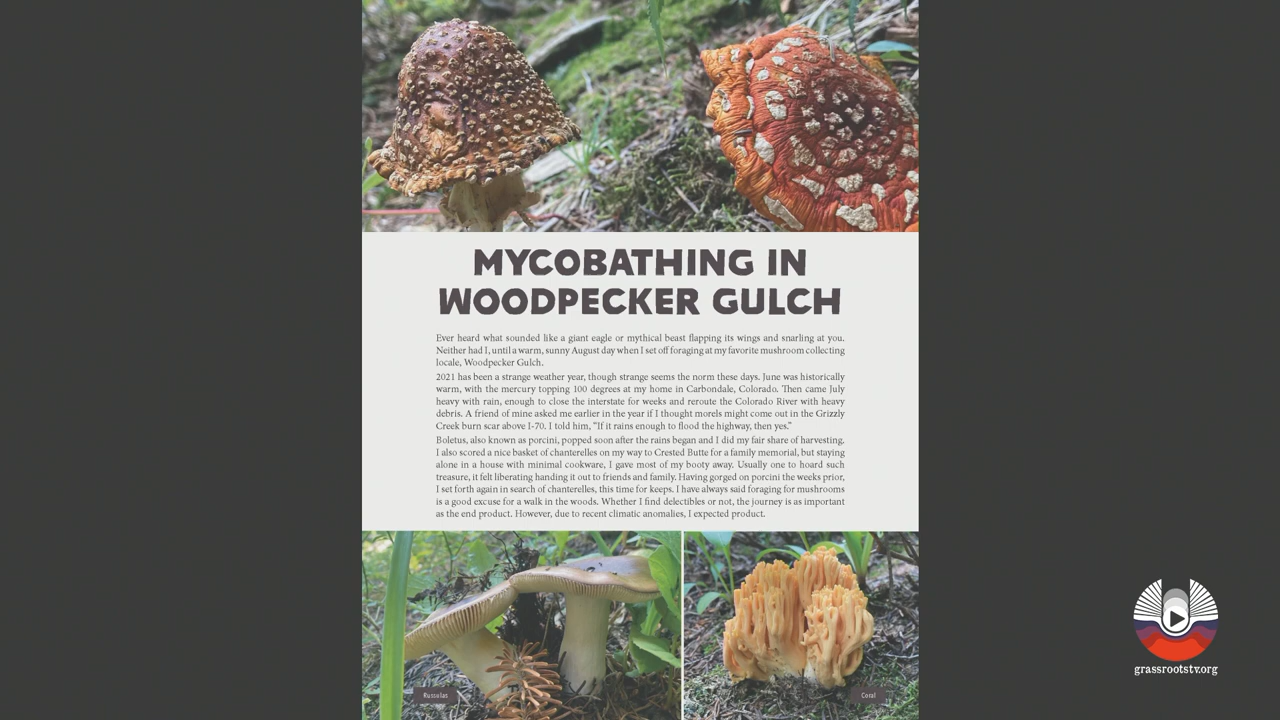 MYCOBATHING IN
WOODPECKER GULCH
Ever heard what sounded like a giant eagle or mythical beast flapping its wings and snarling at you.
Neither had I, until a warm, sunny August day when I set off foraging at my favorite mushroom collecting
locale, Woodpecker Gulch.
2021 has been a strange weather year, though strange seems the norm these days. June was historically
warm, with the mercury topping 100 degrees at my home in Carbondale, Colorado. Then came July
heavy with rain, enough to close the interstate for weeks and reroute the Colorado River with heavy
debris. A friend of mine asked me earlier in the year if I thought morels might come out in the Grizzly
Creek burn scar above I-70. I told him, "If it rains enough to flood the highway, then yes."
Boletus, also known as porcini, popped soon after the rains began and I did my fair share of harvesting.
I also scored a nice basket of chanterelles on my way to Crested Butte for a family memorial, but staying
alone in a house with minimal cookware, I gave most of my booty away. Usually one to hoard such
treasure, it felt liberating handing it out to friends and family. Having gorged on porcini the weeks prior,
I set forth again in search of chanterelles, this time for keeps. I have always said foraging for mushrooms
is a good excuse for a walk in the woods. Whether I find delectibles or not, the journey is as important
as the end product. However, due to recent climatic anomalies, I expected product.
Russulas
Coral
grassrootstv.org